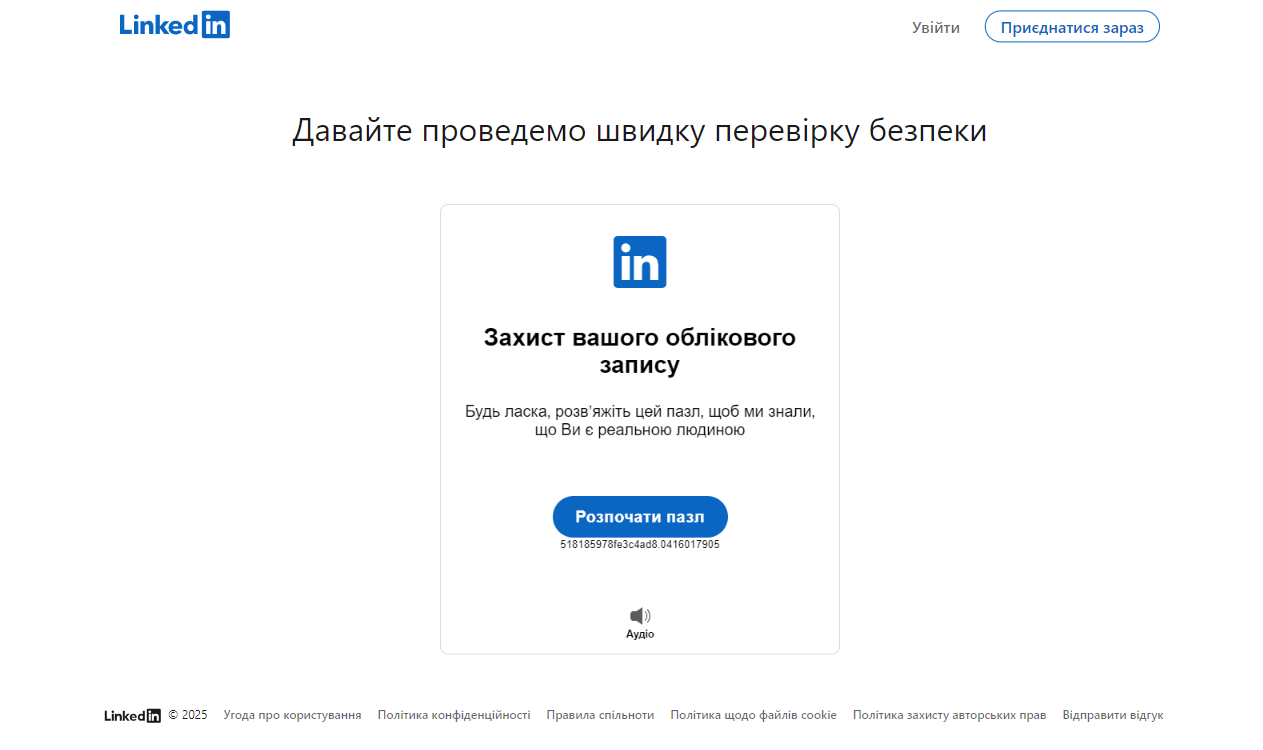 LinkedIn
Увійти
Приєднатися зараз
Давайте проведемо швидку перевірку безпеки
in
Захист вашого облікового
запису
Будь ласка, розв'яжіть цей пазл, щоб ми знали,
що Ви є реальною людиною
Розпочати пазл
518185978fe3c4ad8.0416017905
Аудіо
LinkedIn © 2025 Угода про користування Політика конфіденційності Правила спільноти Політика щодо файлів cookie Політика захисту авторських прав Відправити відгук